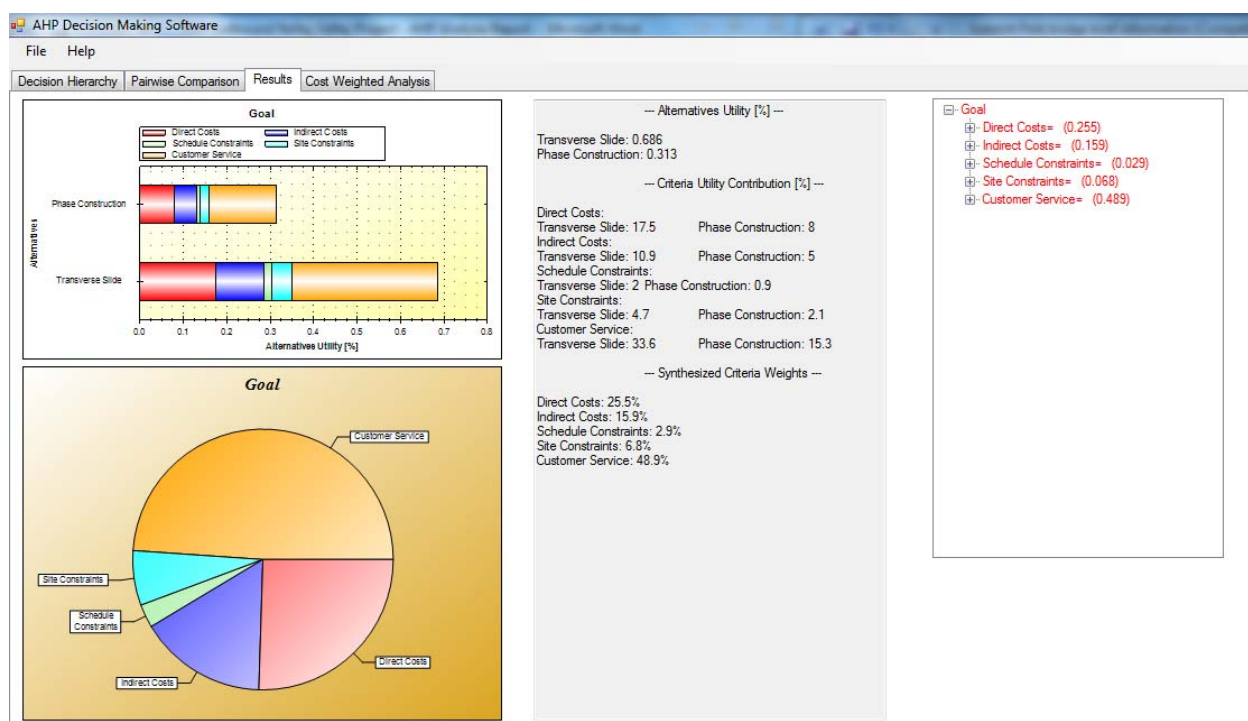 AHP Decision Making Software
File Help
Decision Hierarchy Pairwise Comparison Results Cost Weighted Analysis
Goal
Direct Costs Indirect Costs
Schedule Constraints Site Constraints
Customer Service
Alternatives
Phase Construction
Transverse Slide
0.0 0.1 0.2 0.3 0.4 0.5 0.6 0.7 0.8
Alternatives Utility [%]
Goal
Customer Service
Site Constraints
Schedule
Constraints
Indirect Costs
Direct Costs
--- Alternatives Utility [%] ---
Transverse Slide: 0.686
Phase Construction: 0.313
--- Criteria Utility Contribution [%] ---
Direct Costs:
Transverse Slide: 17.5 Phase Construction: 8
Indirect Costs:
Transverse Slide: 10.9 Phase Construction: 5
Schedule Constraints:
Transverse Slide: 2 Phase Construction: 0.9
Site Constraints:
Transverse Slide: 4.7 Phase Construction: 2.1
Customer Service:
Transverse Slide: 33.6 Phase Construction: 15.3
--- Synthesized Criteria Weights ---
Direct Costs: 25.5%
Indirect Costs: 15.9%
Schedule Constraints: 2.9%
Site Constraints: 6.8%
Customer Service: 48.9%
Goal
Direct Costs= (0.255)
Indirect Costs= (0.159)
Schedule Constraints= (0.029)
Site Constraints= (0.068)
Customer Service= (0.489)